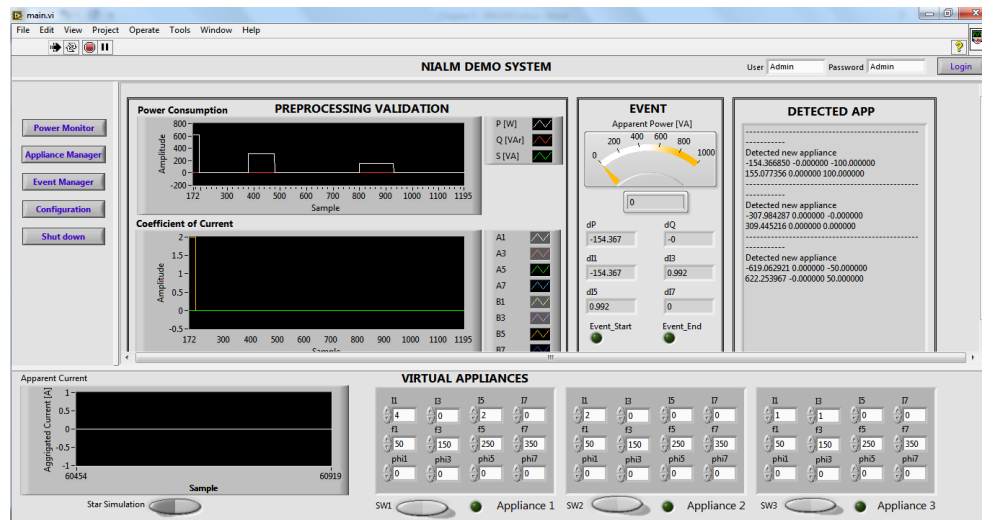 main.vi
File Edit View Project Operate Tools Window Help
NIALM DEMO SYSTEM
User Admin Password Admin Login
Power Monitor
Appliance Manager
Event Manager
Configuration
Shut down
Power Consumption PREPROCESSING VALIDATION
800
600
400
200
0
-200
Amplitude
172 300 400 500 600 700 800 900 1000 1100 1195
Sample
P [W]
Q [VAr]
S [VA]
Coefficient of Current
2
1.5
1
0.5
0
-0.5
Amplitude
172 300 400 500 600 700 800 900 1000 1100 1195
Sample
A1
A3
A5
A7
B1
B3
B5
B7
EVENT
Apparent Power [VA]
0 200 400 600 800 1000
0
dP dQ
-154.367 -0
dI1 dI3
-154.367 0.992
dI5 dI7
0.992 0
Event_Start Event_End
DETECTED APP
-----------------------------------------------
-----------
Detected new appliance
-154.366850 -0.000000 -100.000000
155.077356 0.000000 100.000000
-----------------------------------------------
-----------
Detected new appliance
-307.984287 0.000000 -0.000000
309.445216 0.000000 0.000000
-----------------------------------------------
-----------
Detected new appliance
-619.062921 0.000000 -50.000000
622.253967 -0.000000 50.000000
Apparent Current
Aggrigated Current [A]
1
0.5
0
-0.5
-1
60454 60919
Sample
Star Simulation
VIRTUAL APPLIANCES
I1 I3 I5 I7
4 0 2 0
f1 f3 f5 f7
50 150 250 350
phi1 phi3 phi5 phi7
0 0 0 0
SW1 Appliance 1
I1 I3 I5 I7
2 0 0 0
f1 f3 f5 f7
50 150 250 350
phi1 phi3 phi5 phi7
0 0 0 0
SW2 Appliance 2
I1 I3 I5 I7
1 1 0 0
f1 f3 f5 f7
50 150 250 350
phi1 phi3 phi5 phi7
0 0 0 0
SW3 Appliance 3